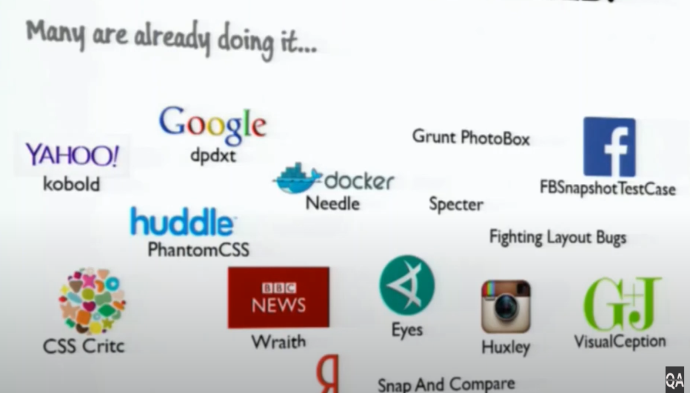 Many are already doing it...
Google
dpdxt
Grunt PhotoBox
f
YAHOO!
kobold
docker
Needle
FBSnapshotTestCase
Specter
huddle
PhantomCSS
Fighting Layout Bugs
BBC
NEWS
G+J
CSS Critc
Wraith
Eyes
Huxley
VisualCeption
Я
Snap And Compare
QA